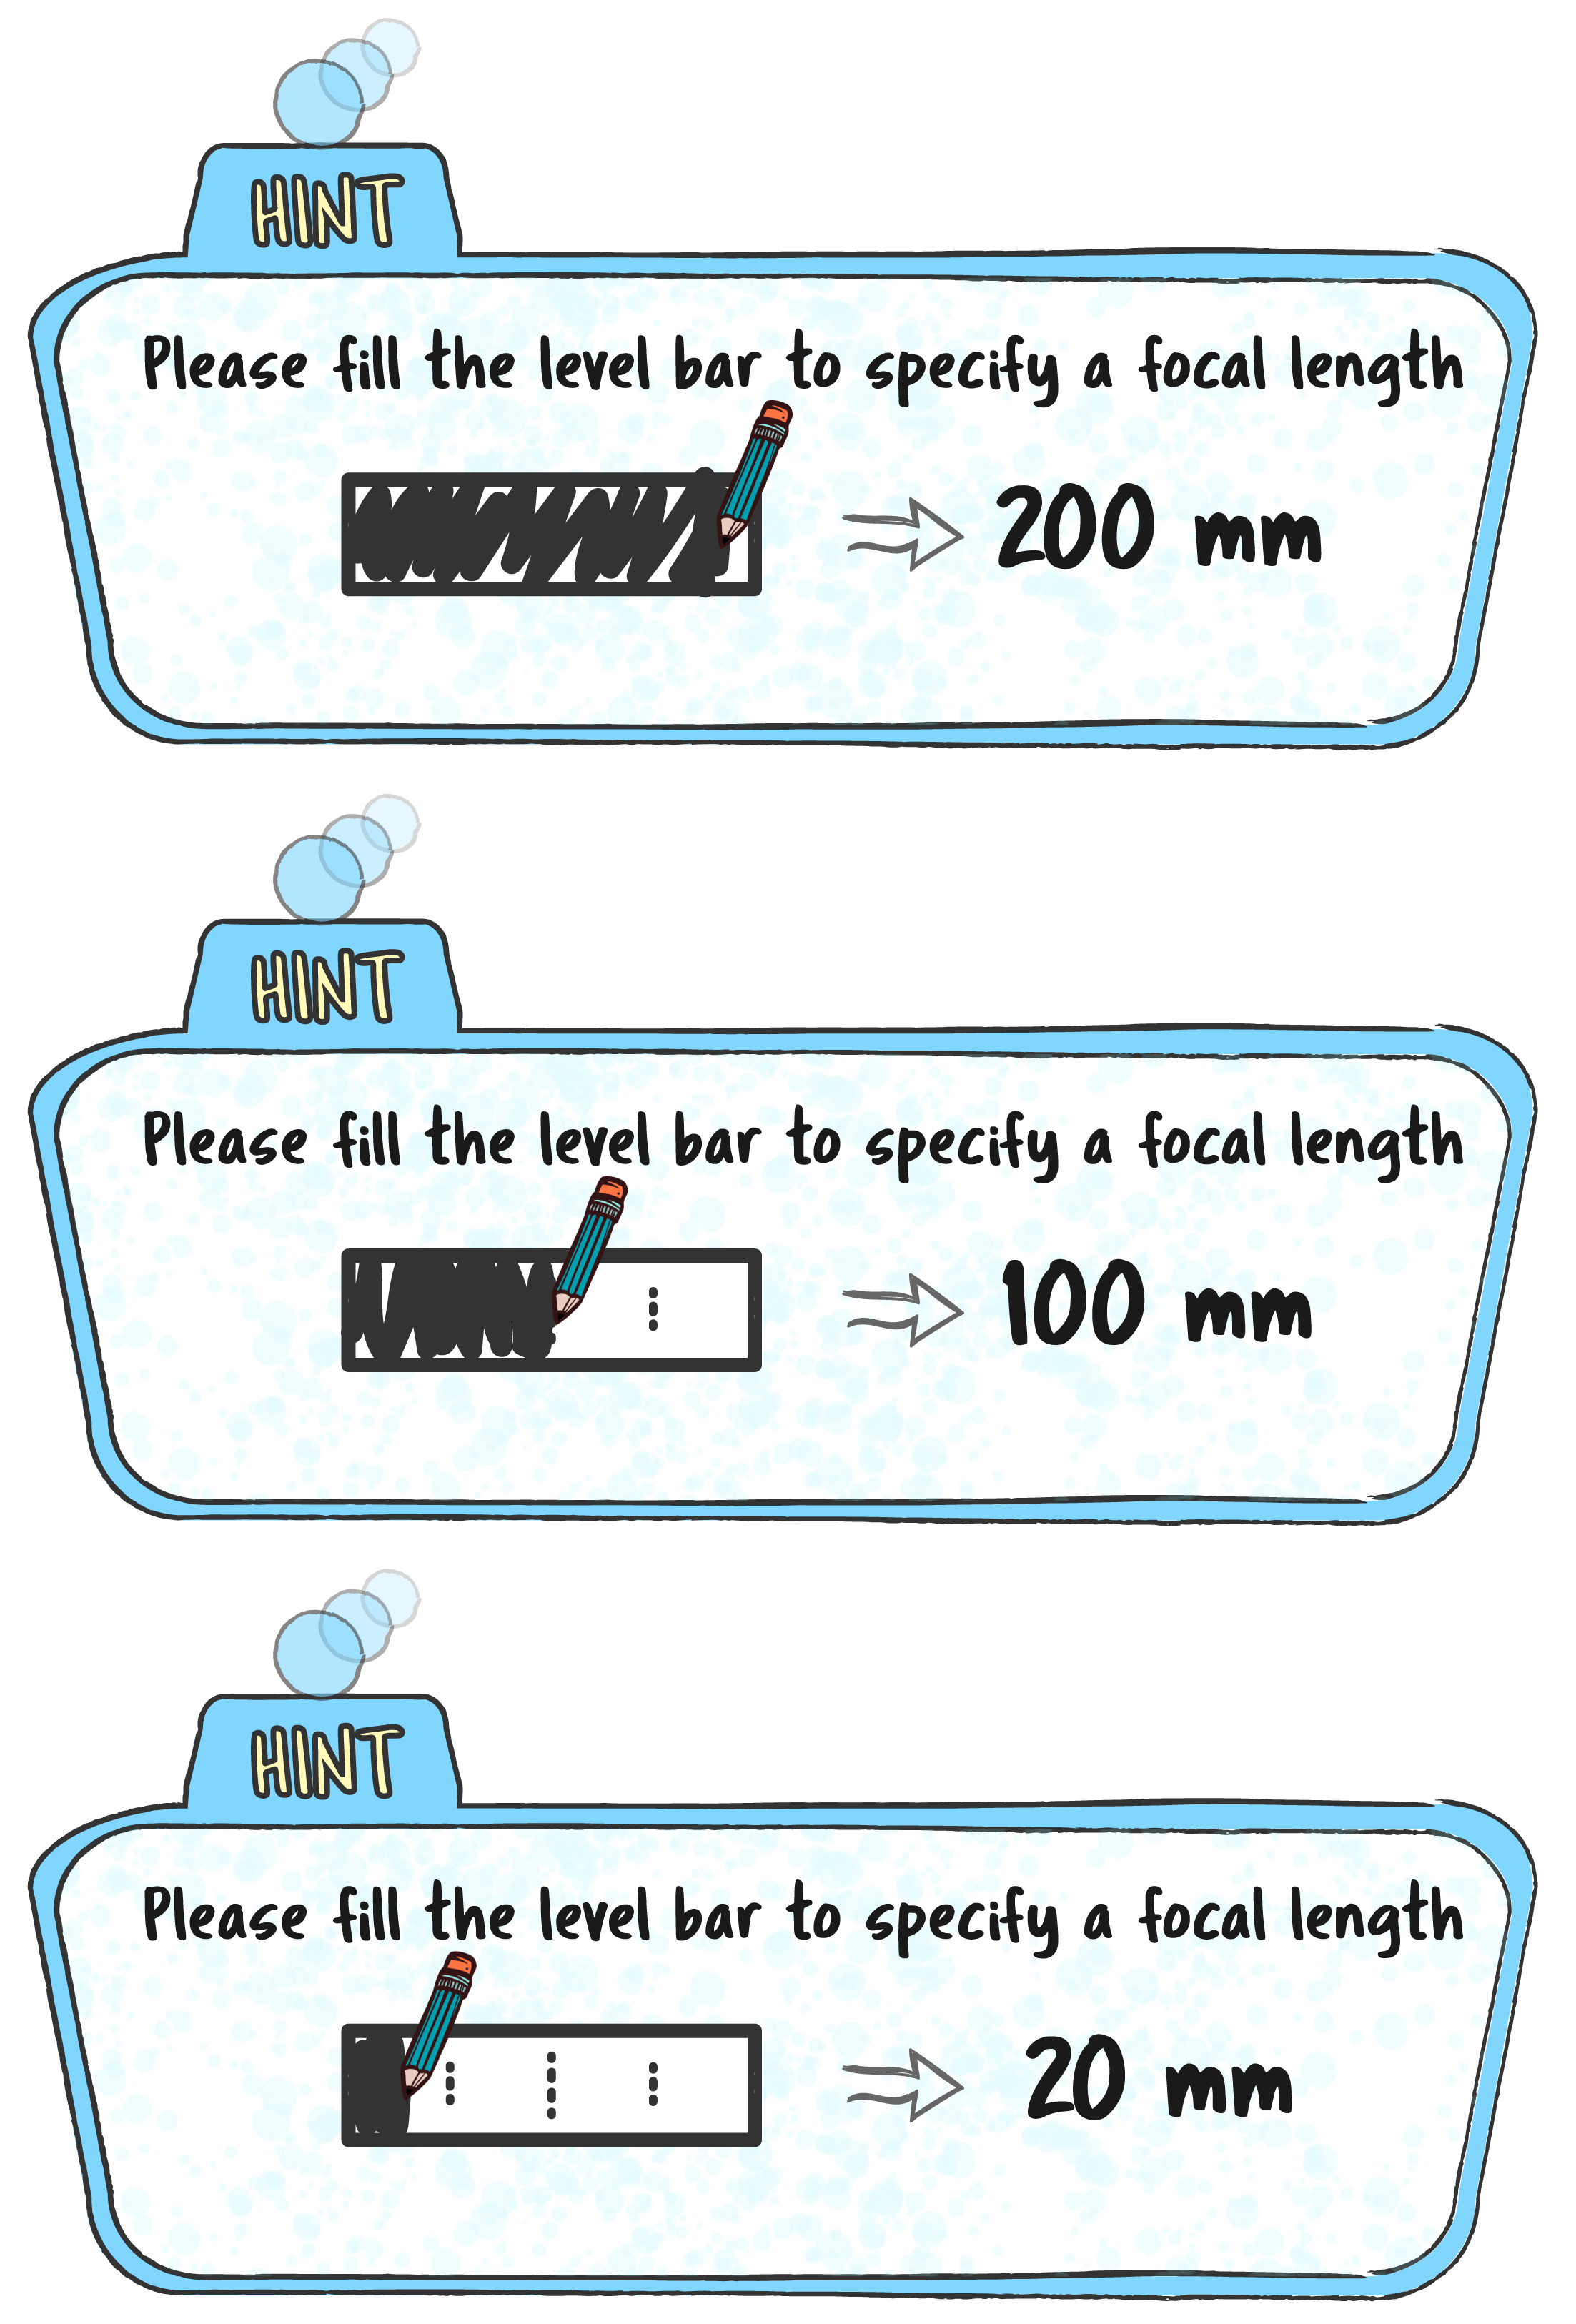 HINT
Please fill the level bar to specify a focal length
200 mm
HINT
Please fill the level bar to specify a focal length
100 mm
HINT
Please fill the level bar to specify a focal length
20 mm